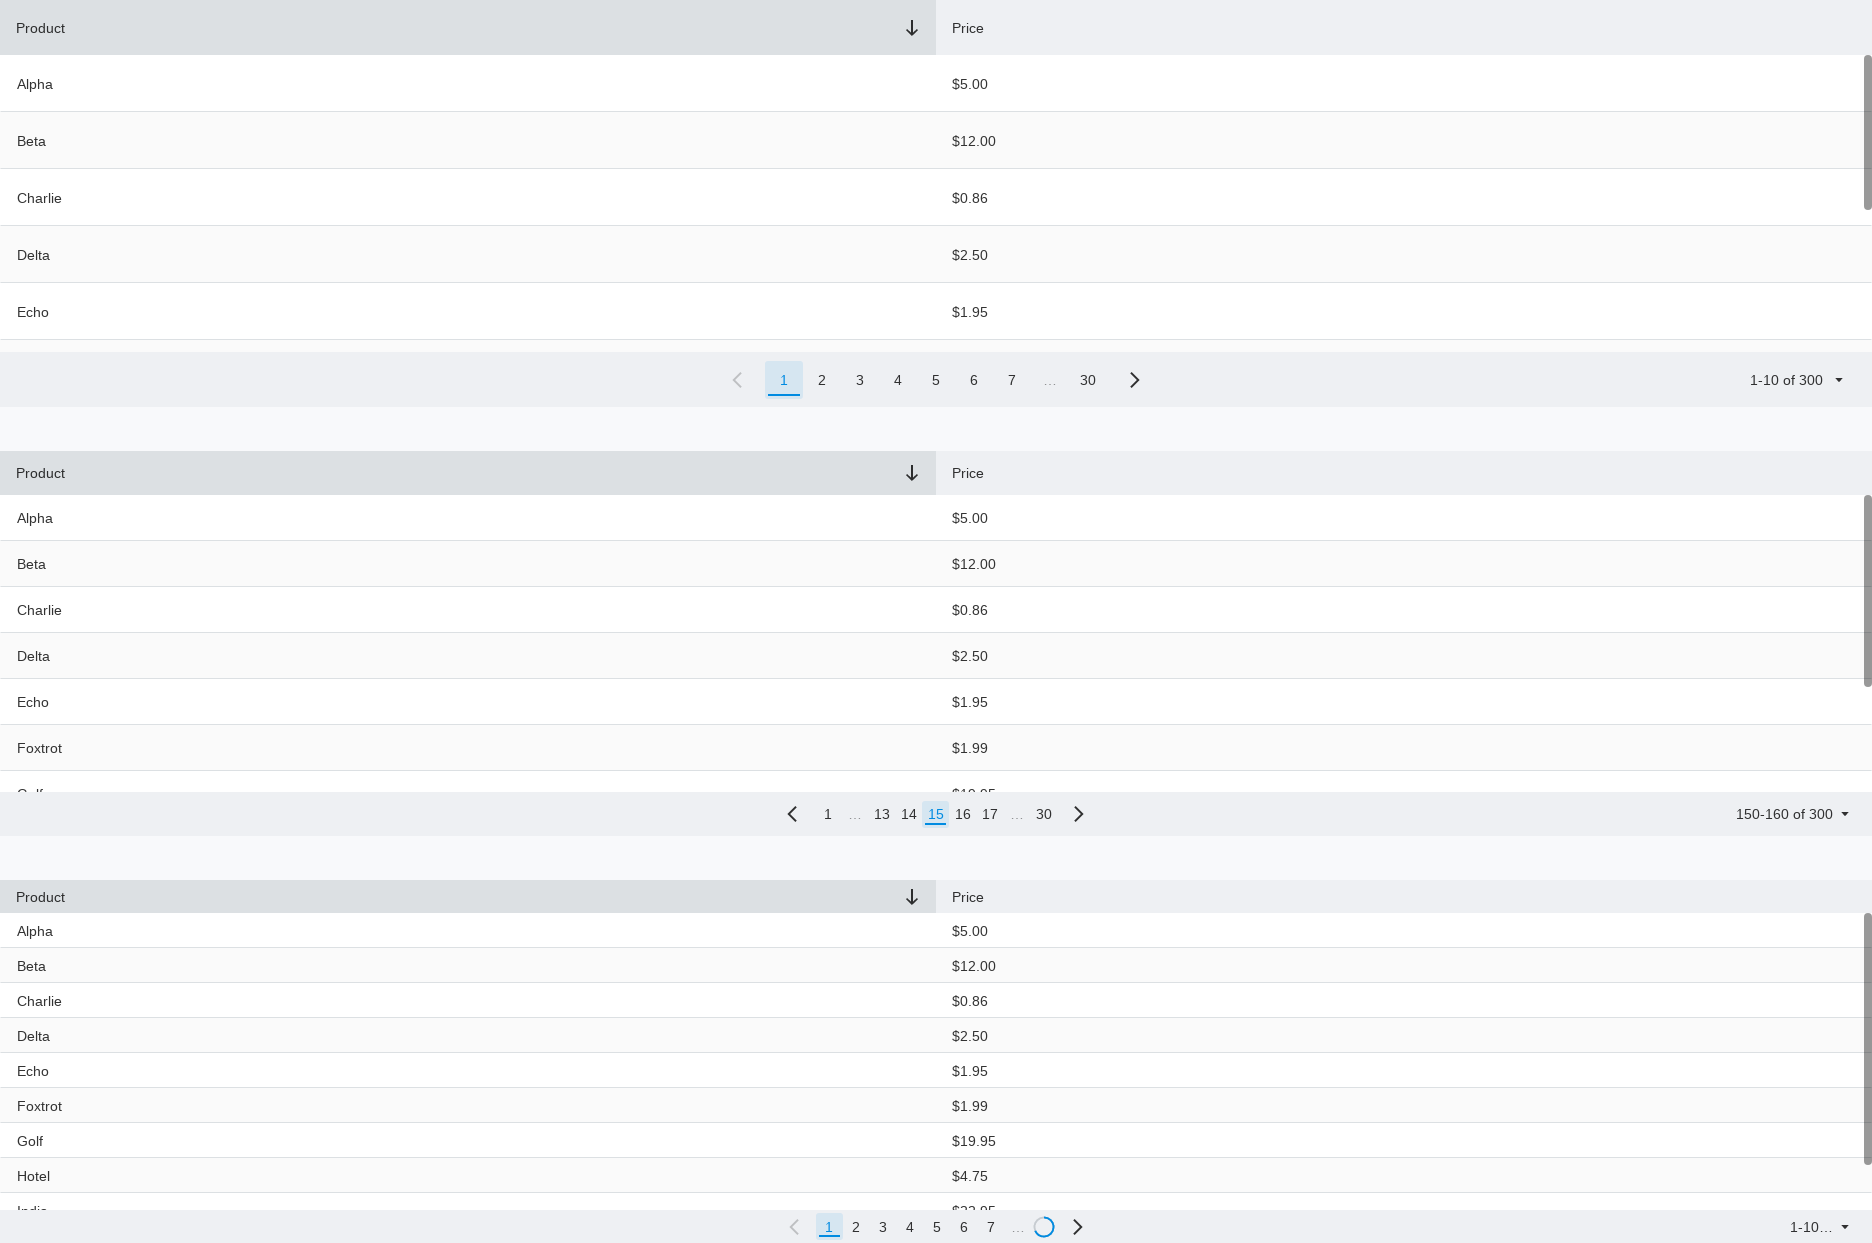 Product Price
Alpha $5.00
Beta $12.00
Charlie $0.86
Delta $2.50
Echo $1.95
1 2 3 4 5 6 7 ... 30 1-10 of 300
Product Price
Alpha $5.00
Beta $12.00
Charlie $0.86
Delta $2.50
Echo $1.95
Foxtrot $1.99
1 ... 13 14 15 16 17 ... 30 150-160 of 300
Product Price
Alpha $5.00
Beta $12.00
Charlie $0.86
Delta $2.50
Echo $1.95
Foxtrot $1.99
Golf $19.95
Hotel $4.75
1 2 3 4 5 6 7 ... 1-10...